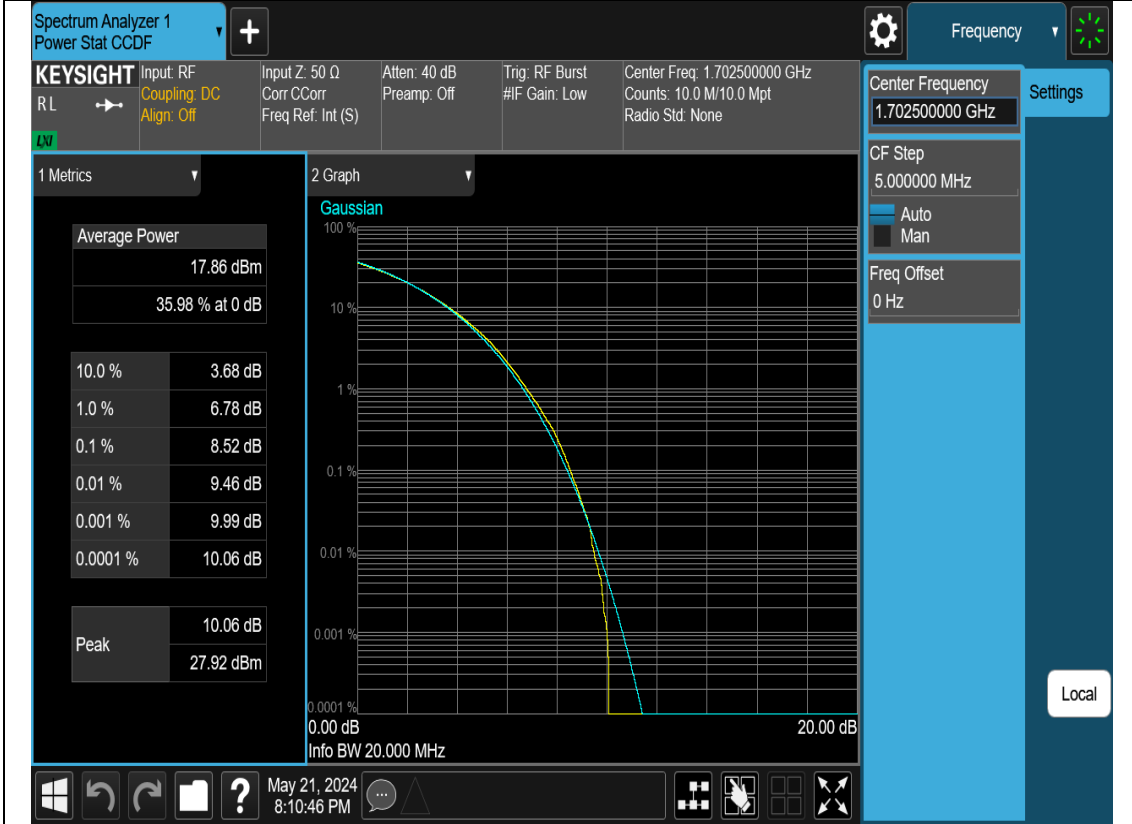 Spectrum Analyzer 1
Power Stat CCDF
Frequency
KEYSIGHT
RL
LXI
Input: RF
Coupling: DC
Align: Off
Input Z: 50 Ω
Corr CCorr
Freq Ref: Int (S)
Atten: 40 dB
Preamp: Off
Trig: RF Burst
#IF Gain: Low
Center Freq: 1.702500000 GHz
Counts: 10.0 M/10.0 Mpt
Radio Std: None
Center Frequency
1.702500000 GHz
Settings
CF Step
5.000000 MHz
Auto
Man
Freq Offset
0 Hz
1 Metrics
Average Power
17.86 dBm
35.98 % at 0 dB
10.0 % 3.68 dB
1.0 % 6.78 dB
0.1 % 8.52 dB
0.01 % 9.46 dB
0.001 % 9.99 dB
0.0001 % 10.06 dB
Peak
10.06 dB
27.92 dBm
2 Graph
Gaussian
100 %
10 %
1 %
0.1 %
0.01 %
0.001 %
0.0001 %
0.00 dB 20.00 dB
Info BW 20.000 MHz
Local
?
May 21, 2024
8:10:46 PM